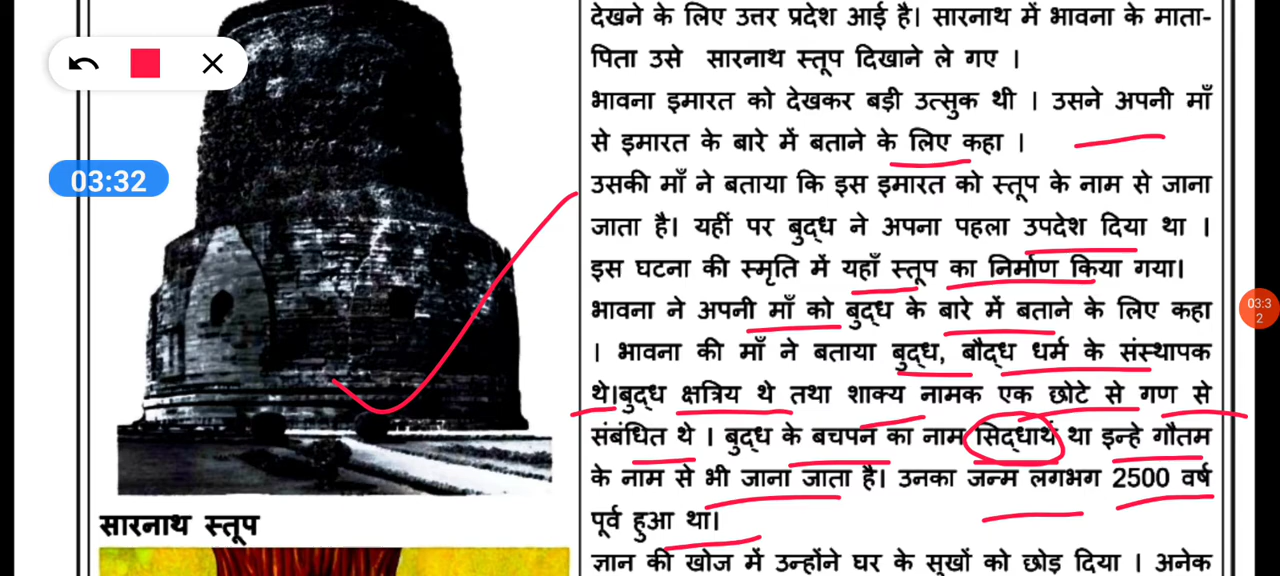 देखने के लिए उत्तर प्रदेश आई है। सारनाथ में भावना के माता-
पिता उसे सारनाथ स्तूप दिखाने ले गए ।
भावना इमारत को देखकर बड़ी उत्सुक थी । उसने अपनी माँ
से इमारत के बारे में बताने के लिए कहा ।
उसकी माँ ने बताया कि इस इमारत को स्तूप के नाम से जाना
जाता है। यहीं पर बुद्ध ने अपना पहला उपदेश दिया था ।
इस घटना की स्मृति में यहाँ स्तूप का निर्माण किया गया।
भावना ने अपनी माँ को बुद्ध के बारे में बताने के लिए कहा
। भावना की माँ ने बताया बुद्ध, बौद्ध धर्म के संस्थापक
थे।बुद्ध क्षत्रिय थे तथा शाक्य नामक एक छोटे से गण से
संबंधित थे । बुद्ध के बचपन का नाम सिद्धार्थ था इन्हे गौतम
के नाम से भी जाना जाता है। उनका जन्म लगभग 2500 वर्ष
पूर्व हुआ था।
ज्ञान की खोज में उन्होंने घर के सुखों को छोड़ दिया । अनेक
सारनाथ स्तूप
03:32
03:3
2